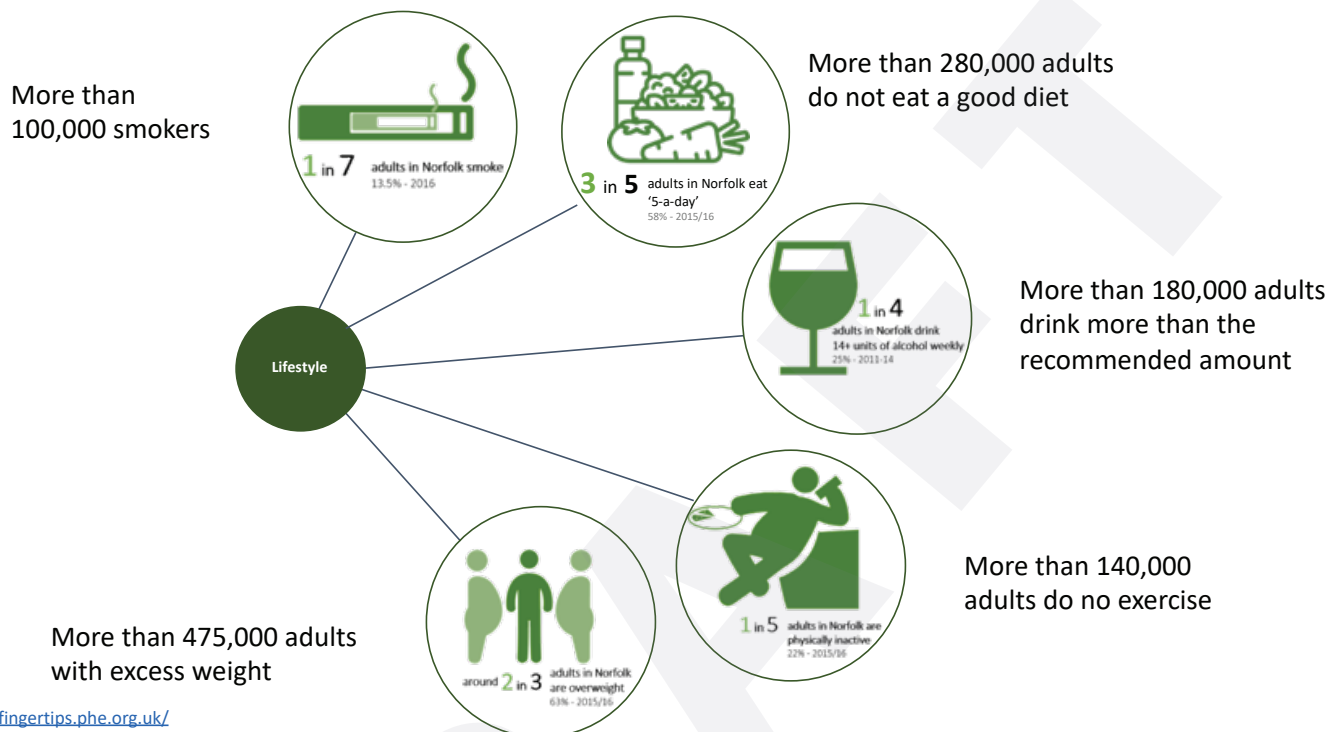 More than
100,000 smokers
1 in 7 adults in Norfolk smoke
13.5% - 2016
More than 280,000 adults
do not eat a good diet
3 in 5 adults in Norfolk eat
‘5-a-day’
58% - 2015/16
1 in 4
adults in Norfolk drink
14+ units of alcohol weekly
25% - 2011-14
More than 180,000 adults
drink more than the
recommended amount
Lifestyle
1 in 5 adults in Norfolk are
physically inactive
22% - 2015/16
More than 140,000
adults do no exercise
More than 475,000 adults
with excess weight
around 2 in 3 adults in Norfolk
are overweight
63% - 2015/16
fingertips.phe.org.uk/